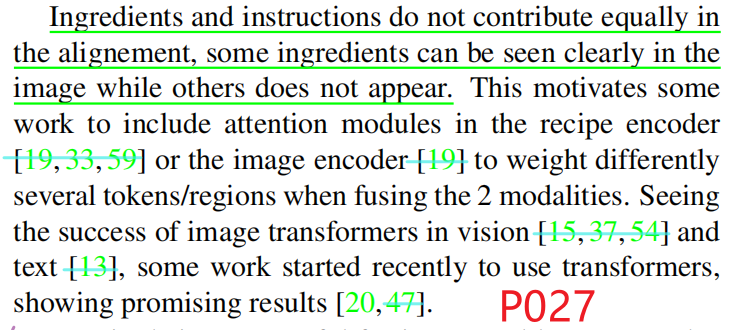 Ingredients and instructions do not contribute equally in
the alignement, some ingredients can be seen clearly in the
image while others does not appear. This motivates some
work to include attention modules in the recipe encoder
[19, 33, 59] or the image encoder [19] to weight differently
several tokens/regions when fusing the 2 modalities. Seeing
the success of image transformers in vision [15, 37, 54] and
text [13], some work started recently to use transformers,
showing promising results [20, 47].
P027